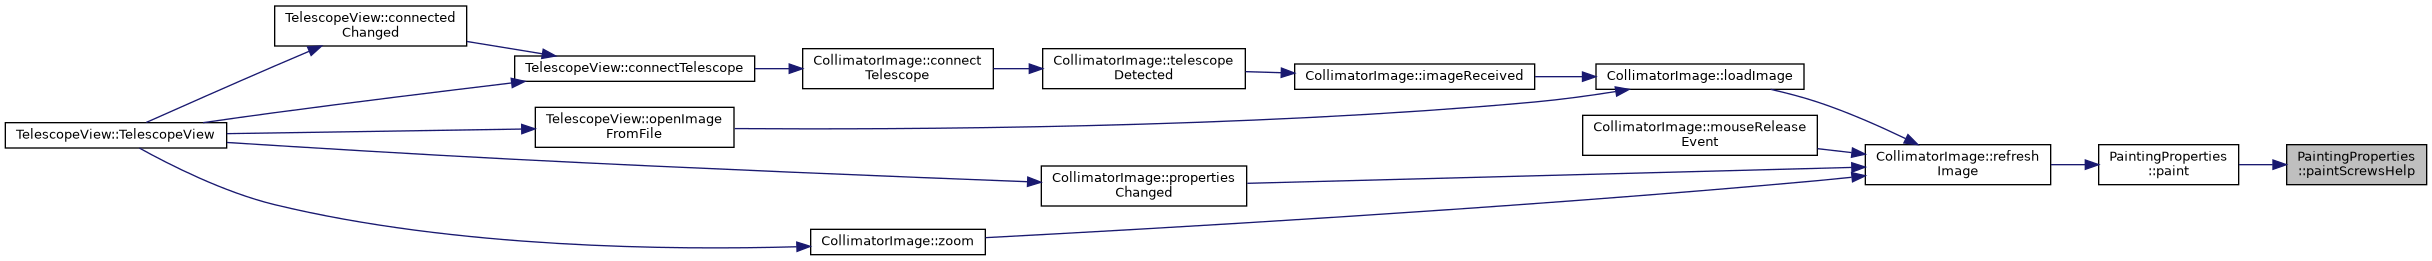 TelescopeView::connected
Changed
TelescopeView::connectTelescope
CollimatorImage::connect
Telescope
CollimatorImage::telescope
Detected
CollimatorImage::imageReceived
CollimatorImage::loadImage
TelescopeView::TelescopeView
TelescopeView::openImage
FromFile
CollimatorImage::mouseRelease
Event
CollimatorImage::refresh
Image
PaintingProperties
::paint
PaintingProperties
::paintScrewsHelp
CollimatorImage::properties
Changed
CollimatorImage::zoom